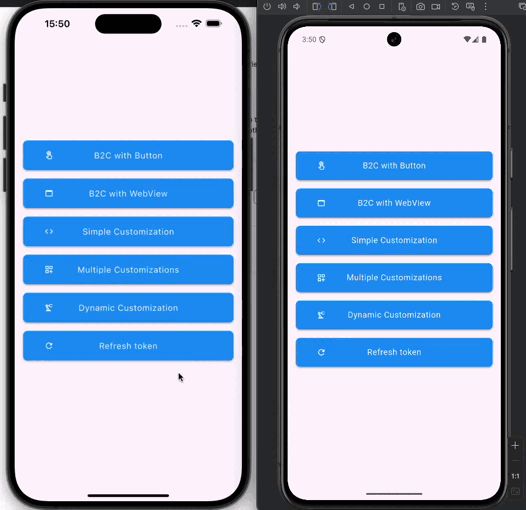 15:50
B2C with Button
B2C with WebView
Simple Customization
Multiple Customizations
Dynamic Customization
Refresh token
3:50
B2C with Button
B2C with WebView
Simple Customization
Multiple Customizations
Dynamic Customization
Refresh token
1:1